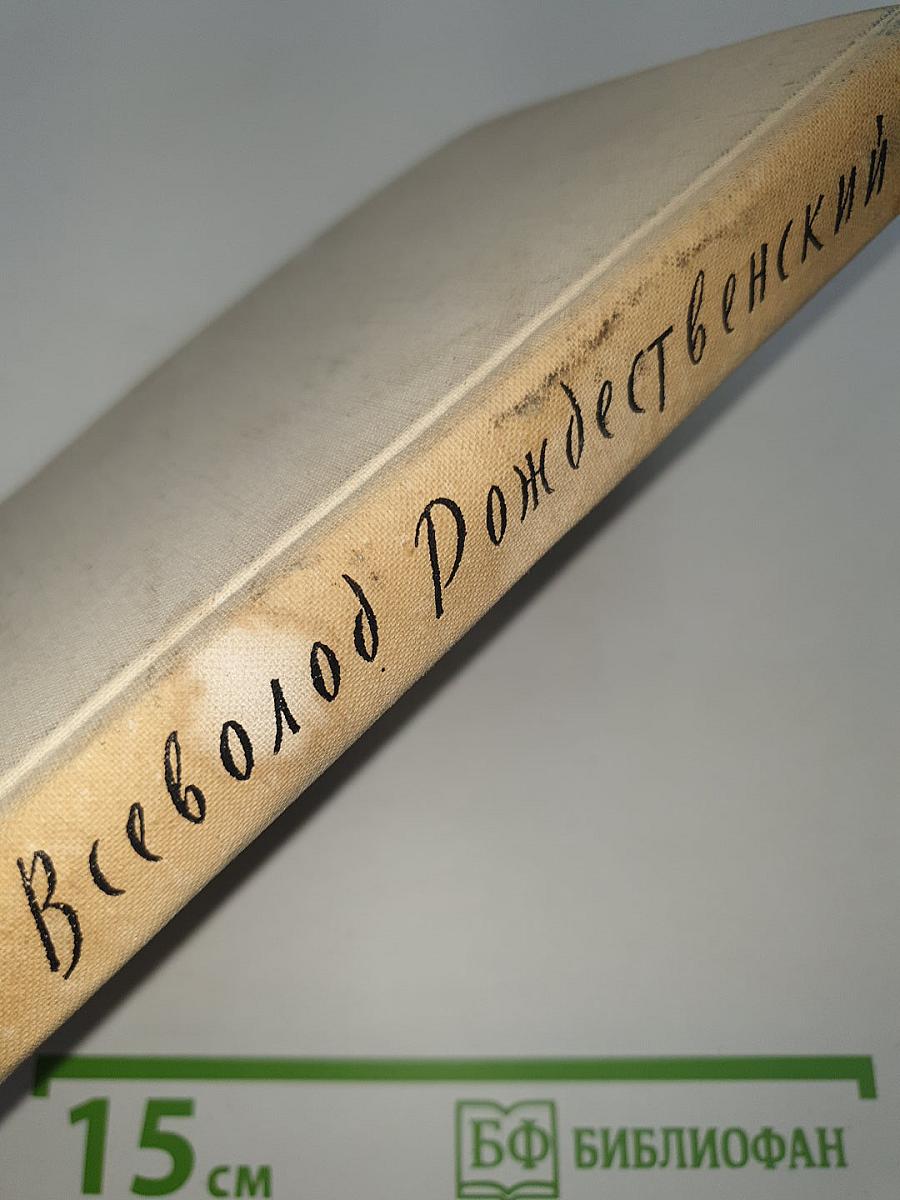 Всеволод Рождественский
15 см
БФ БИБЛИОФАН